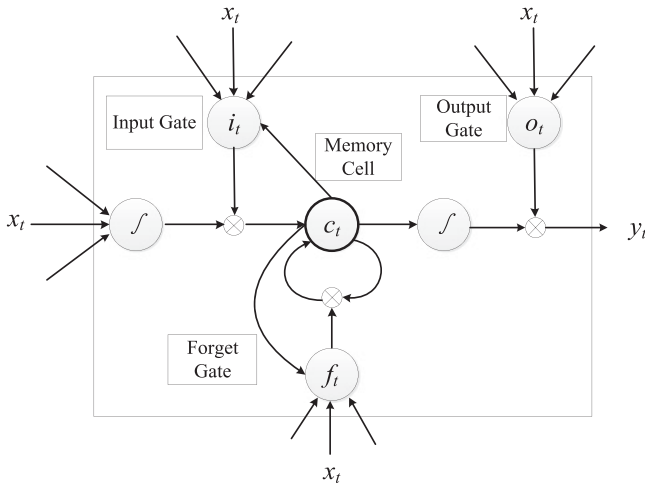 x_t
x_t
Input Gate
i_t
Output
Gate
o_t
Memory
Cell
x_t
∫
c_t
∫
y_t
Forget
Gate
f_t
x_t